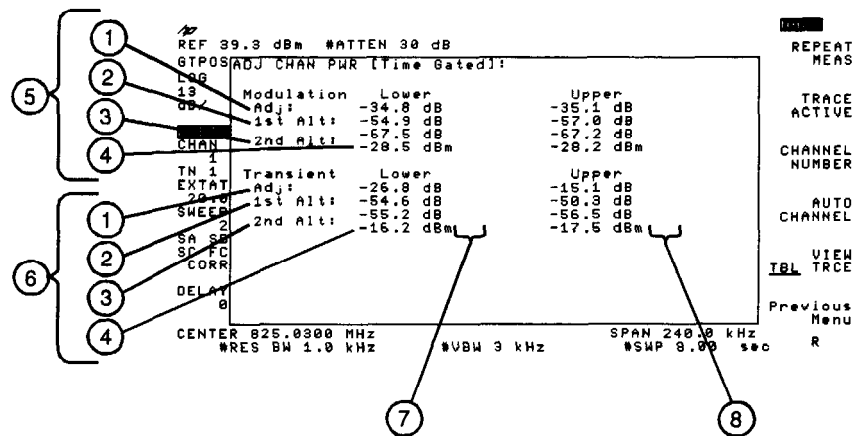 REF 39.3 dBm #ATTEN 30 dB
GTPOS
LOG
13
dB/
CHAN
1
TN 1
EXTAT
20.0
SWEEP
2
SA SB
SC FC
CORR
DELAY
0
ADJ CHAN PWR [Time Gated]:
Modulation Lower Upper
Adj: -34.8 dB -35.1 dB
1st Alt: -54.9 dB -57.0 dB
2nd Alt: -67.5 dB -67.2 dB
-28.5 dBm -28.2 dBm
Transient Lower Upper
Adj: -26.8 dB -15.1 dB
1st Alt: -54.6 dB -50.3 dB
2nd Alt: -55.2 dB -56.5 dB
-16.2 dBm -17.5 dBm
CENTER 825.0300 MHz SPAN 240.0 kHz
#RES BW 1.0 kHz #VBW 3 kHz #SWP 8.00 sec
REPEAT
MEAS
TRACE
ACTIVE
CHANNEL
NUMBER
AUTO
CHANNEL
VIEW
TBL TRCE
Previous
Menu
R
5
1
2
3
4
6
1
2
3
4
7
8